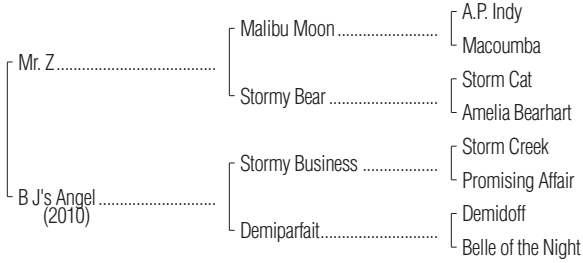 A.P. Indy
Malibu Moon
Macoumba
Mr. Z
Storm Cat
Stormy Bear
Amelia Bearhart
Storm Creek
Stormy Business
Promising Affair
B J's Angel
(2010)
Demidoff
Demiparfait
Belle of the Night